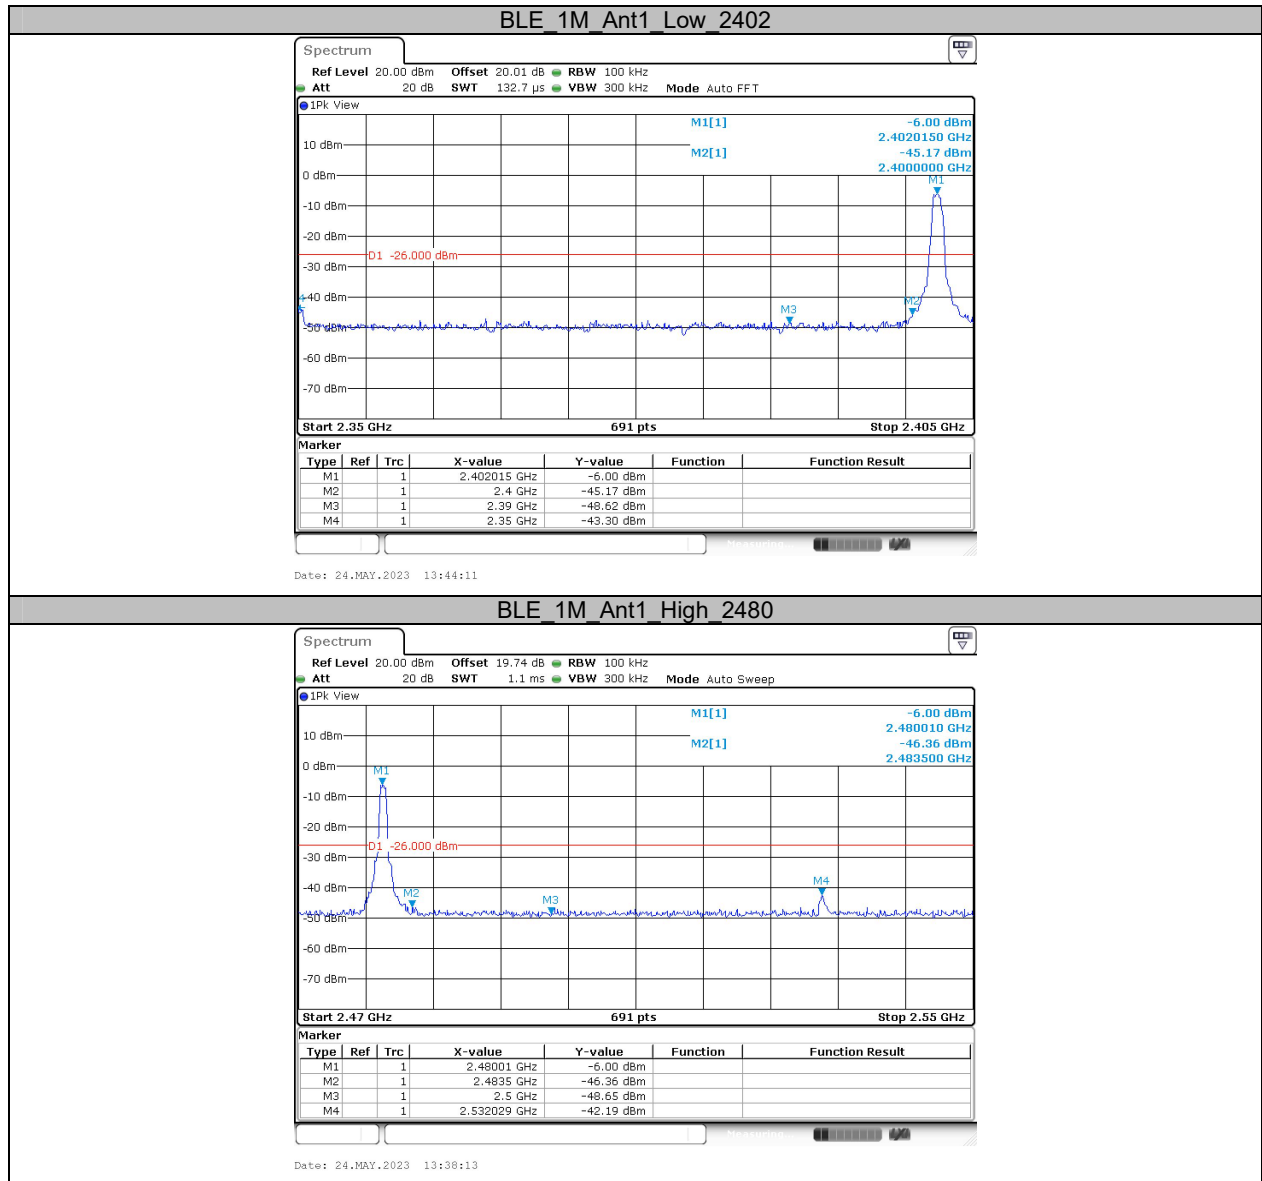 BLE_1M_Ant1_Low_2402
Spectrum
Ref Level 20.00 dBm Offset 20.01 dB RBW 100 kHz
Att 20 dB SWT 132.7 µs VBW 300 kHz Mode Auto FFT
1Pk View
M1[1] -6.00 dBm
2.4020150 GHz
M2[1] -45.17 dBm
2.4000000 GHz
10 dBm
0 dBm
M1
-10 dBm
-20 dBm
D1 -26.000 dBm
-30 dBm
-40 dBm
M2
M3
-50 dBm
-60 dBm
-70 dBm
Start 2.35 GHz 691 pts Stop 2.405 GHz
Marker
Type Ref Trc X-value Y-value Function Function Result
M1 1 2.402015 GHz -6.00 dBm
M2 1 2.4 GHz -45.17 dBm
M3 1 2.39 GHz -48.62 dBm
M4 1 2.35 GHz -43.30 dBm
Measuring...
Date: 24.MAY.2023 13:44:11
BLE_1M_Ant1_High_2480
Spectrum
Ref Level 20.00 dBm Offset 19.74 dB RBW 100 kHz
Att 20 dB SWT 1.1 ms VBW 300 kHz Mode Auto Sweep
1Pk View
M1[1] -6.00 dBm
2.480010 GHz
M2[1] -46.36 dBm
2.483500 GHz
10 dBm
0 dBm
M1
-10 dBm
-20 dBm
D1 -26.000 dBm
-30 dBm
M4
-40 dBm
M2
M3
-50 dBm
-60 dBm
-70 dBm
Start 2.47 GHz 691 pts Stop 2.55 GHz
Marker
Type Ref Trc X-value Y-value Function Function Result
M1 1 2.48001 GHz -6.00 dBm
M2 1 2.4835 GHz -46.36 dBm
M3 1 2.5 GHz -48.65 dBm
M4 1 2.532029 GHz -42.19 dBm
Measuring...
Date: 24.MAY.2023 13:38:13